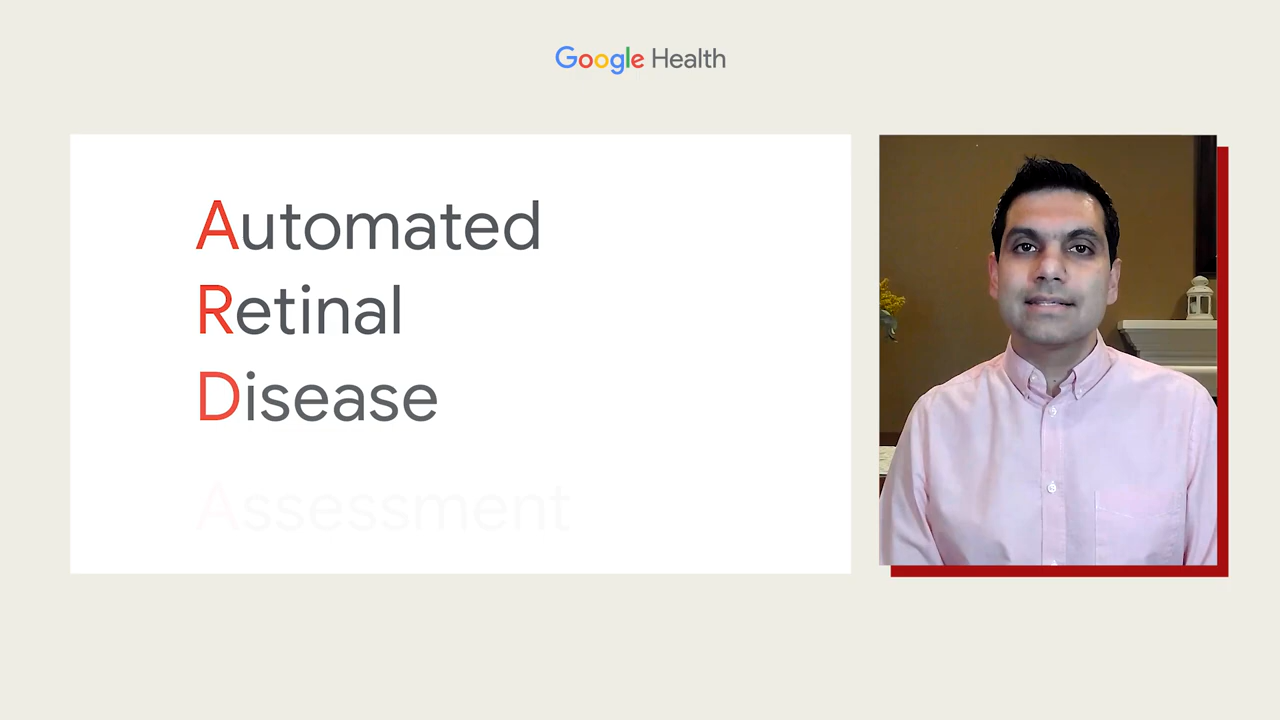 Google Health
Automated
Retinal
Disease
Assessment